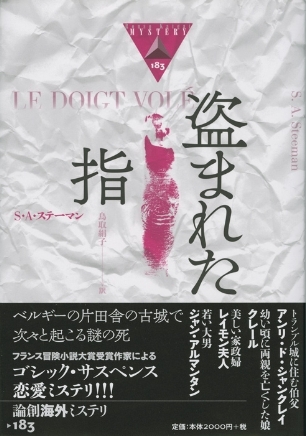 MYSTERY
183
LE DOIGT VOLÉ
S. A. Steeman
盗まれた
指
S・A・ステーマン
鳥取絹子 訳
トランブル城に住む伯父
アンリ・ド・シャンクレイ
幼い頃に両親を亡くした娘
クレール
美しい家政婦
レイモン夫人
若い大男
ジャン・アルマンタン
ベルギーの片田舎の古城で
次々と起こる謎の死
フランス冒険小説大賞受賞作家による
ゴシック・サスペンス
恋愛ミステリ!!!
論創海外ミステリ
▶183
定価:本体2000円+税